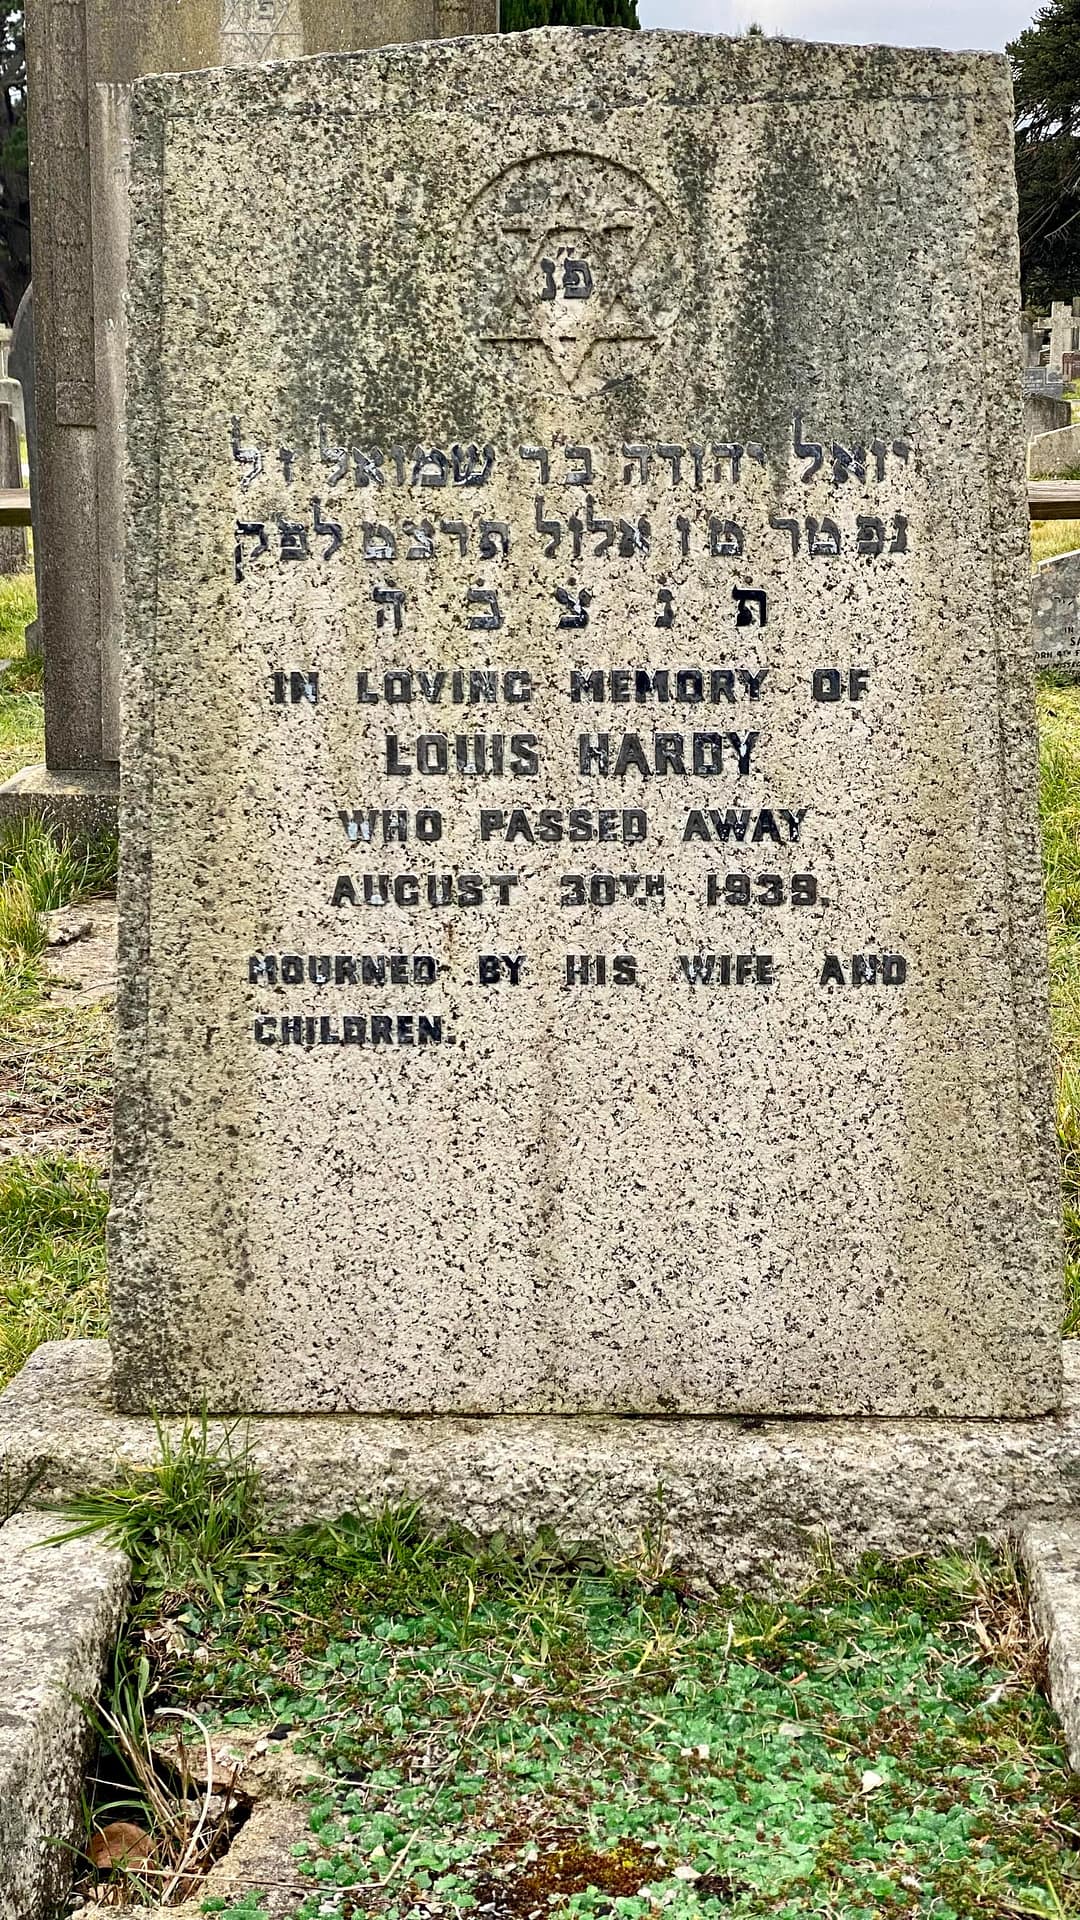 פ״נ
יואל יהודה ב״ר שמואל ז ל
נפטר טו אלול תרצט לפק
ת נ צ ב ה
IN LOVING MEMORY OF
LOUIS HARDY
WHO PASSED AWAY
AUGUST 30TH 1939.
MOURNED BY HIS WIFE AND
CHILDREN.